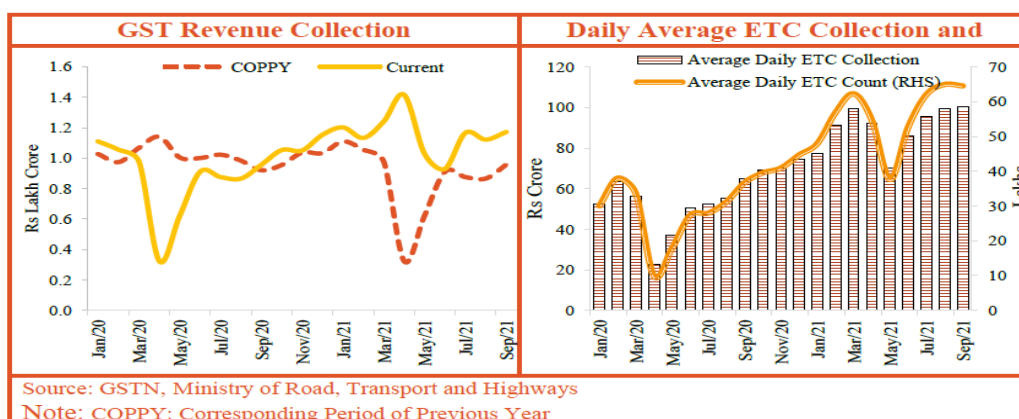 GST Revenue Collection
Rs Lakh Crore
1.6
1.4
1.2
1.0
0.8
0.6
0.4
0.2
0.0
COPPY
Current
Jan/20
Mar/20
May/20
Jul/20
Sep/20
Nov/20
Jan/21
Mar/21
May/21
Jul/21
Sep/21
Daily Average ETC Collection and
Rs Crore
120
100
80
60
40
20
0
Average Daily ETC Collection
Average Daily ETC Count (RHS)
70
60
50
40
30
20
10
0
Jan/20
Mar/20
May/20
Jul/20
Sep/20
Nov/20
Jan/21
Mar/21
May/21
Jul/21
Sep/21
Source: GSTN, Ministry of Road, Transport and Highways
Note: COPPY: Corresponding Period of Previous Year